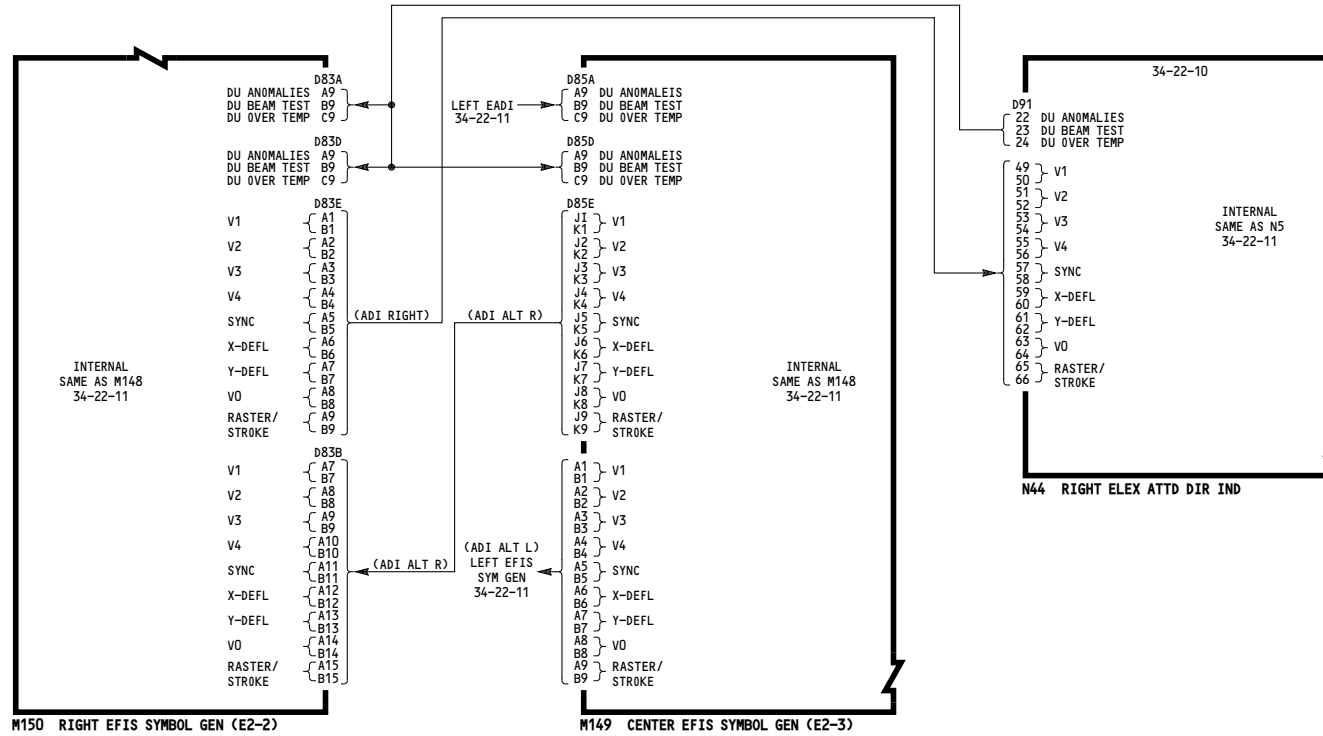 D83A
DU ANOMALIES A9
DU BEAM TEST B9
DU OVER TEMP C9
D83D
DU ANOMALIES A9
DU BEAM TEST B9
DU OVER TEMP C9
D83E
V1 A1
B1
V2 A2
B2
V3 A3
B3
V4 A4
B4
SYNC A5
B5
X-DEFL A6
B6
Y-DEFL A7
B7
VO A8
B8
RASTER/ A9
STROKE B9
(ADI RIGHT)
INTERNAL
SAME AS M148
34-22-11
D83B
V1 A7
B7
V2 A8
B8
V3 A9
B9
V4 A10
B10
SYNC A11
B11
X-DEFL A12
B12
Y-DEFL A13
B13
VO A14
B14
RASTER/ A15
STROKE B15
(ADI ALT R)
M150 RIGHT EFIS SYMBOL GEN (E2-2)
D85A
LEFT EADI
34-22-11
A9 DU ANOMALEIS
B9 DU BEAM TEST
C9 DU OVER TEMP
D85D
A9 DU ANOMALEIS
B9 DU BEAM TEST
C9 DU OVER TEMP
D85E
JI V1
K1
J2 V2
K2
J3 V3
K3
J4 V4
K4
(ADI ALT R)
J5 SYNC
K5
J6 X-DEFL
K6
J7 Y-DEFL
K7
J8 VO
K8
J9 RASTER/
K9 STROKE
INTERNAL
SAME AS M148
34-22-11
A1 V1
B1
A2 V2
B2
A3 V3
B3
A4 V4
B4
(ADI ALT L)
LEFT EFIS
SYM GEN
34-22-11
A5 SYNC
B5
A6 X-DEFL
B6
A7 Y-DEFL
B7
A8 VO
B8
A9 RASTER/
B9 STROKE
M149 CENTER EFIS SYMBOL GEN (E2-3)
34-22-10
D91
22 DU ANOMALIES
23 DU BEAM TEST
24 DU OVER TEMP
49 V1
50
51 V2
52
53 V3
54
55 V4
56
57 SYNC
58
59 X-DEFL
60
61 Y-DEFL
62
63 VO
64
65 RASTER/
66 STROKE
INTERNAL
SAME AS N5
34-22-11
N44 RIGHT ELEX ATTD DIR IND